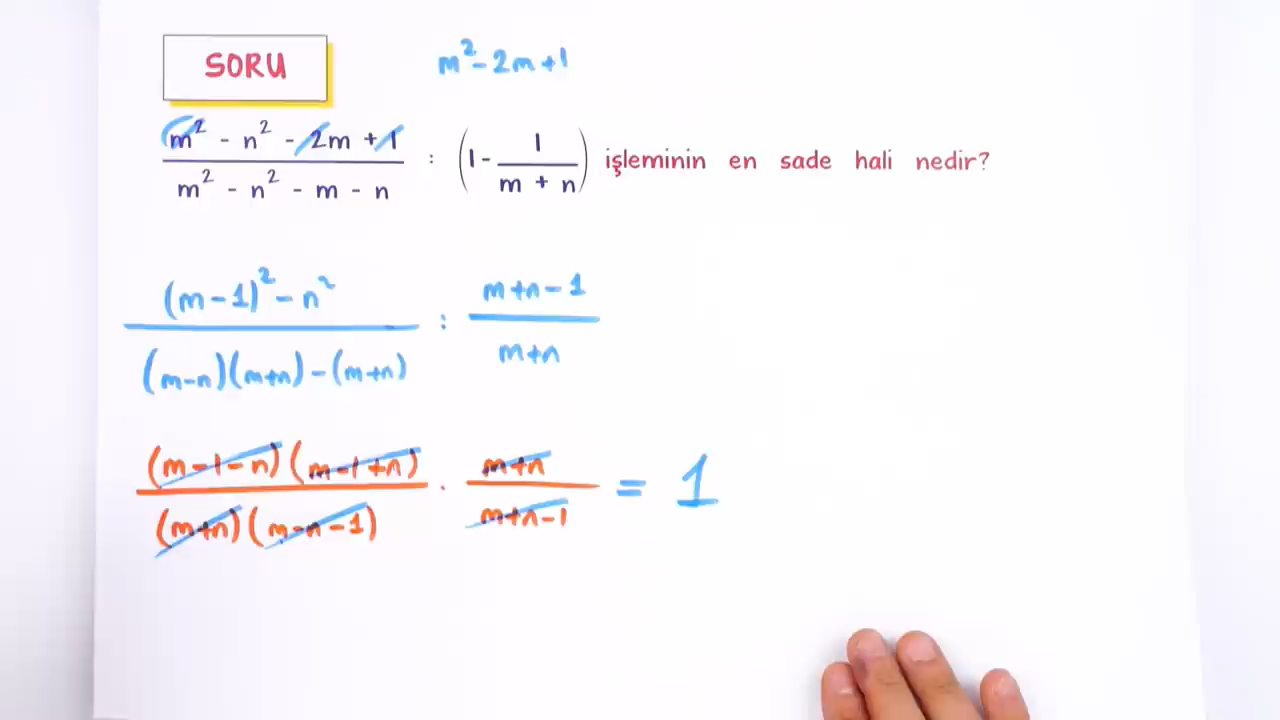 SORU
m² - 2m + 1
m² - n² - 2m + 1
m² - n² - m - n
:
(1 - 1/(m + n)) işleminin en sade hali nedir?
(m - 1)² - n²
(m-n)(m+n) - (m+n)
:
m+n-1
m+n
(m-1-n)(m-1+n)
(m+n)(m-n-1)
.
m+n
m+n-1
= 1